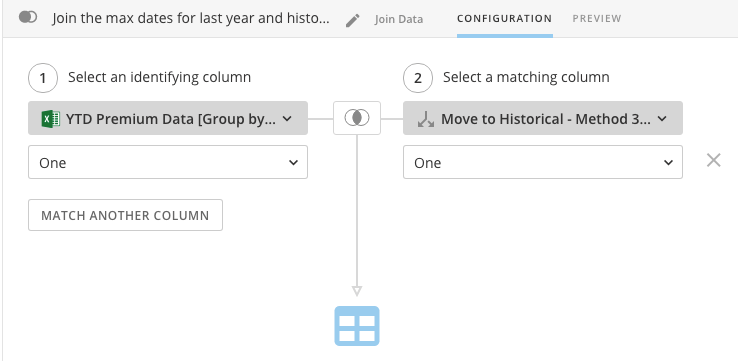 Join the max dates for last year and histo... Join Data CONFIGURATION PREVIEW
1 Select an identifying column 2 Select a matching column
YTD Premium Data [Group by... Move to Historical - Method 3...
One One
MATCH ANOTHER COLUMN